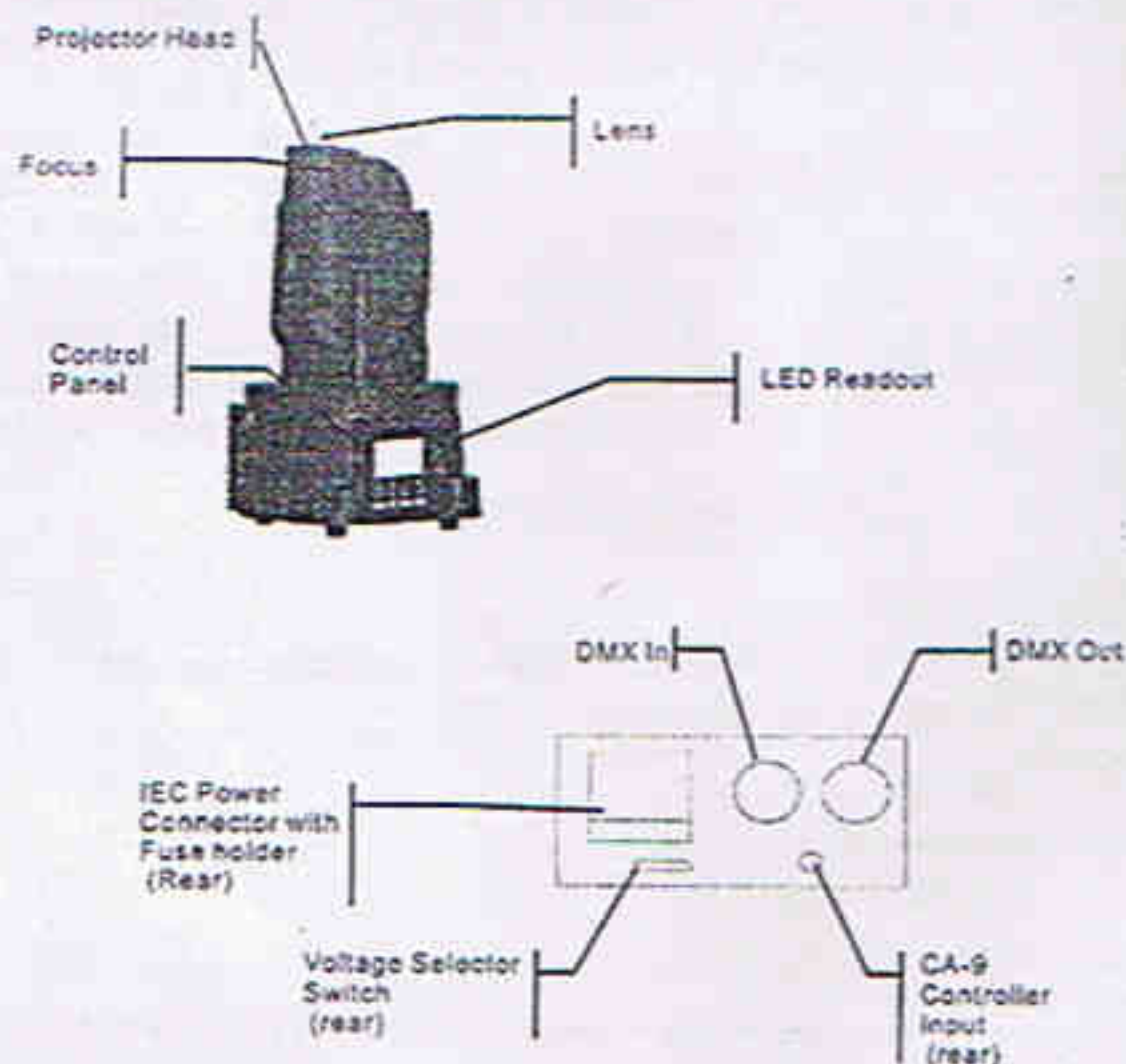 Projector Head
Lens
Focus
Control
Panel
LED Readout
DMX In
DMX Out
IEC Power
Connector with
Fuse holder
(Rear)
Voltage Selector
Switch
(rear)
CA-9
Controller
Input
(rear)